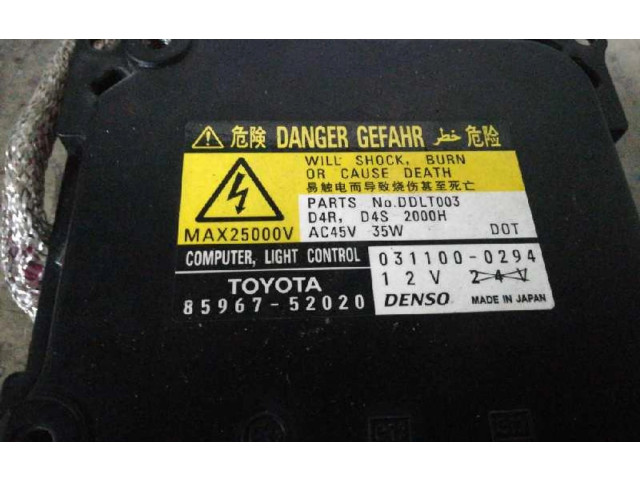 危険 DANGER GEFAHR خطر 危险
WILL SHOCK, BURN
OR CAUSE DEATH
易触电而导致烧伤甚至死亡
MAX25000V
PARTS No.DDLT003
D4R, D4S 2000H
AC45V 35W DOT
COMPUTER, LIGHT CONTROL
TOYOTA
85967-52020
031100-0294
12V 24V
DENSO MADE IN JAPAN